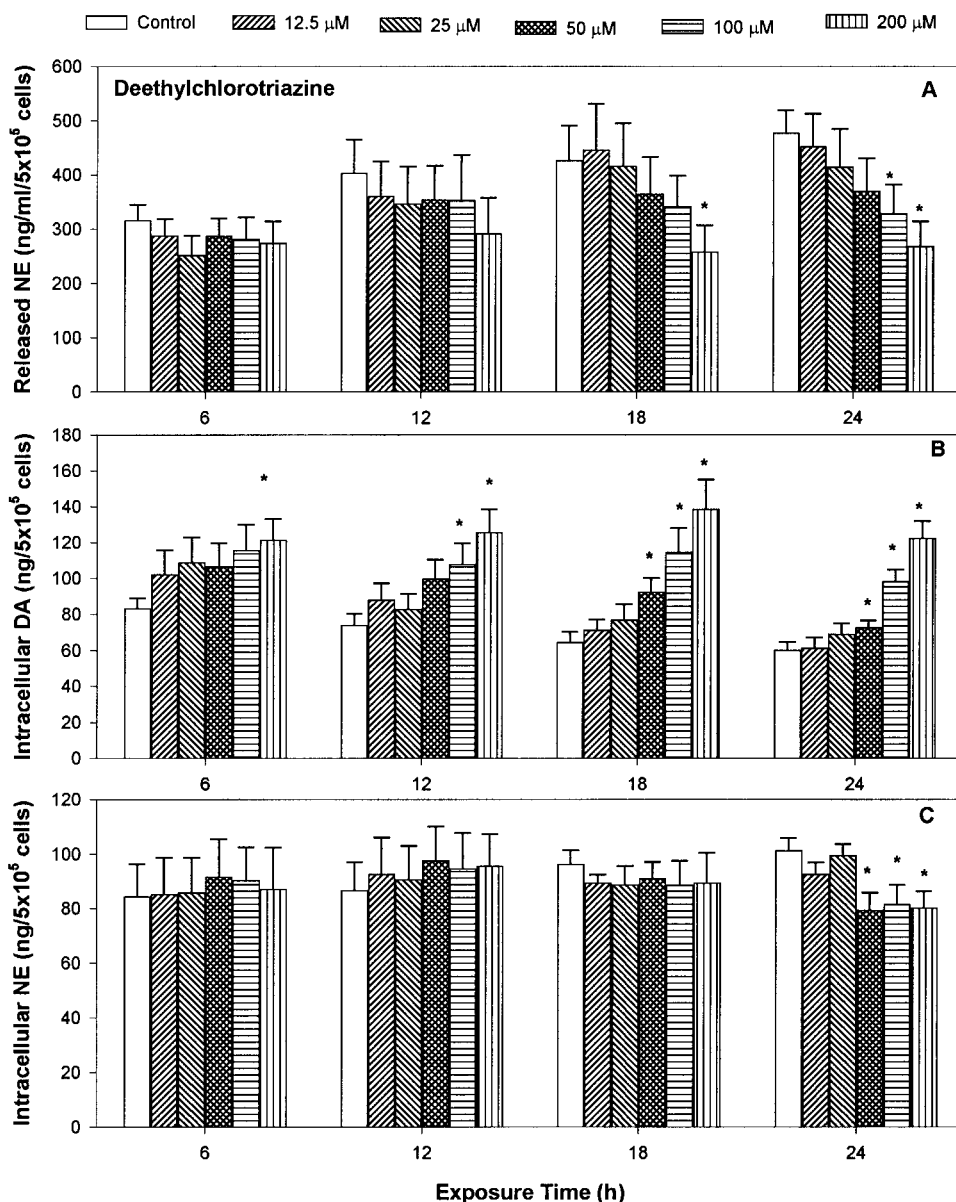 Control 12.5 µM 25 µM 50 µM 100 µM 200 µM
Deethylchlorotriazine A
Released NE (ng/ml/5x10⁵ cells)
600
500
400
300
200
100
0
* * *
6 12 18 24
B
Intracellular DA (ng/5x10⁵ cells)
180
160
140
120
100
80
60
40
20
0
* * * * * * * * *
6 12 18 24
C
Intracellular NE (ng/5x10⁵ cells)
120
100
80
60
40
20
0
* * *
6 12 18 24
Exposure Time (h)